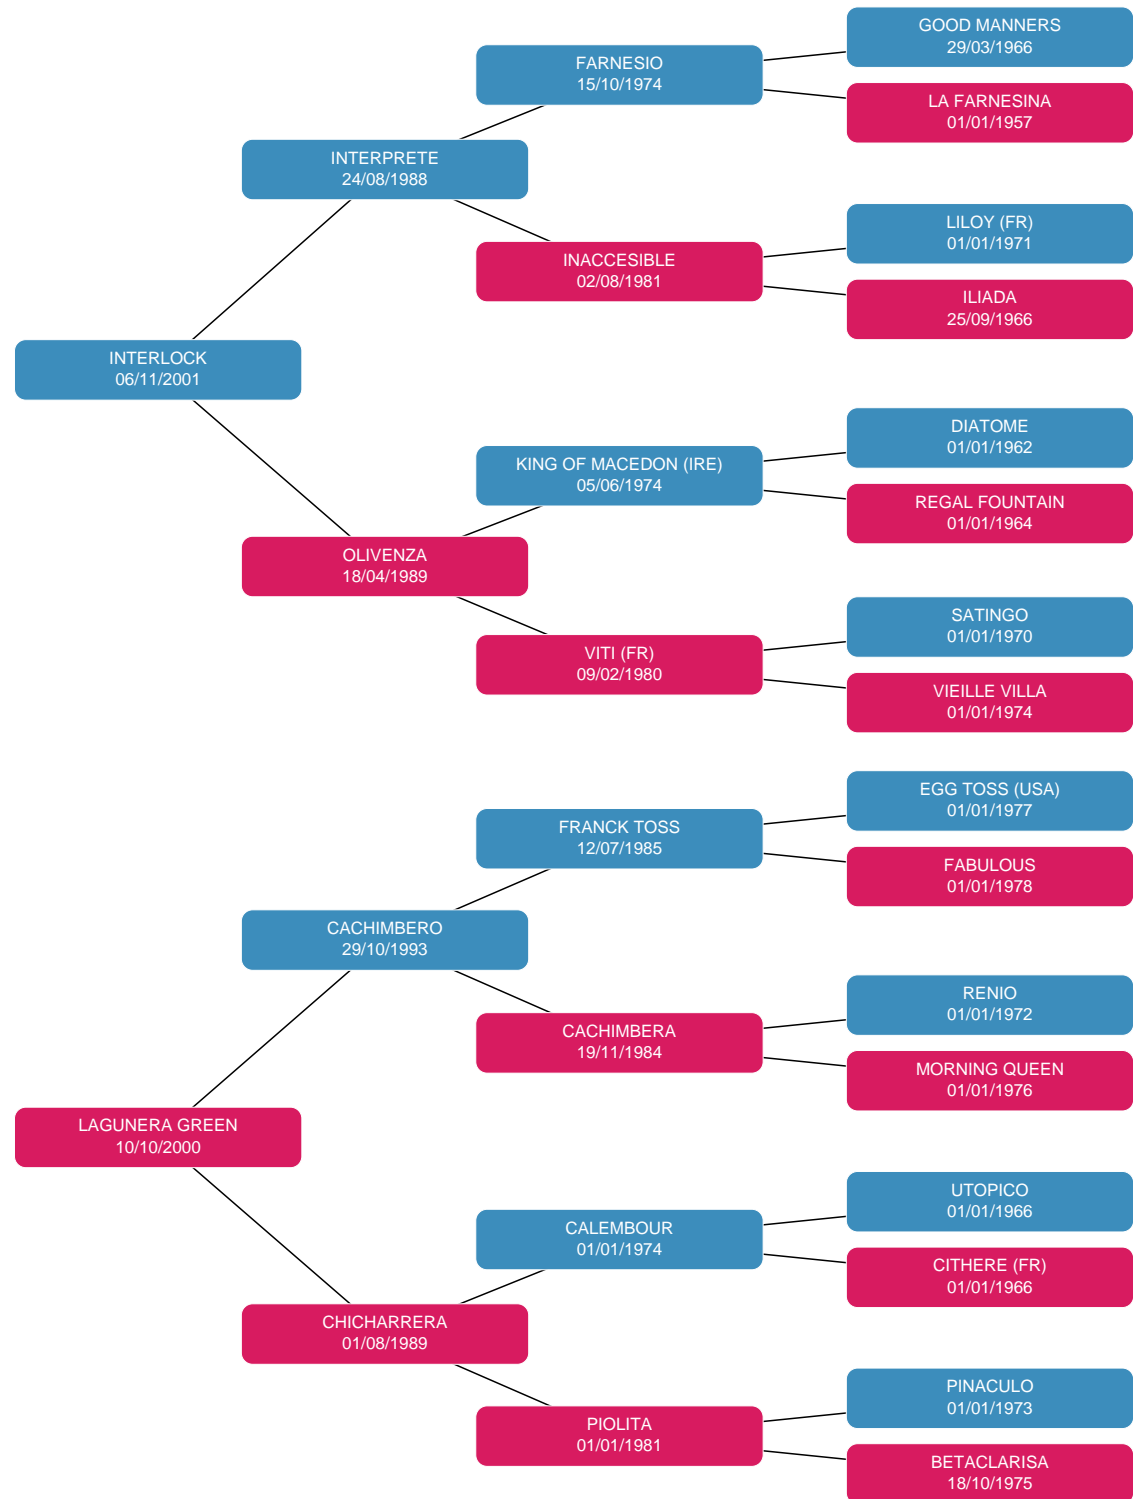 GOOD MANNERS
29/03/1966
FARNESIO
15/10/1974
LA FARNESINA
01/01/1957
INTERPRETE
24/08/1988
LILOY (FR)
01/01/1971
INACCESIBLE
02/08/1981
ILIADA
25/09/1966
INTERLOCK
06/11/2001
DIATOME
01/01/1962
KING OF MACEDON (IRE)
05/06/1974
REGAL FOUNTAIN
01/01/1964
OLIVENZA
18/04/1989
SATINGO
01/01/1970
VITI (FR)
09/02/1980
VIEILLE VILLA
01/01/1974
EGG TOSS (USA)
01/01/1977
FRANCK TOSS
12/07/1985
FABULOUS
01/01/1978
CACHIMBERO
29/10/1993
RENIO
01/01/1972
CACHIMBERA
19/11/1984
MORNING QUEEN
01/01/1976
LAGUNERA GREEN
10/10/2000
UTOPICO
01/01/1966
CALEMBOUR
01/01/1974
CITHERE (FR)
01/01/1966
CHICHARRERA
01/08/1989
PINACULO
01/01/1973
PIOLITA
01/01/1981
BETACLARISA
18/10/1975